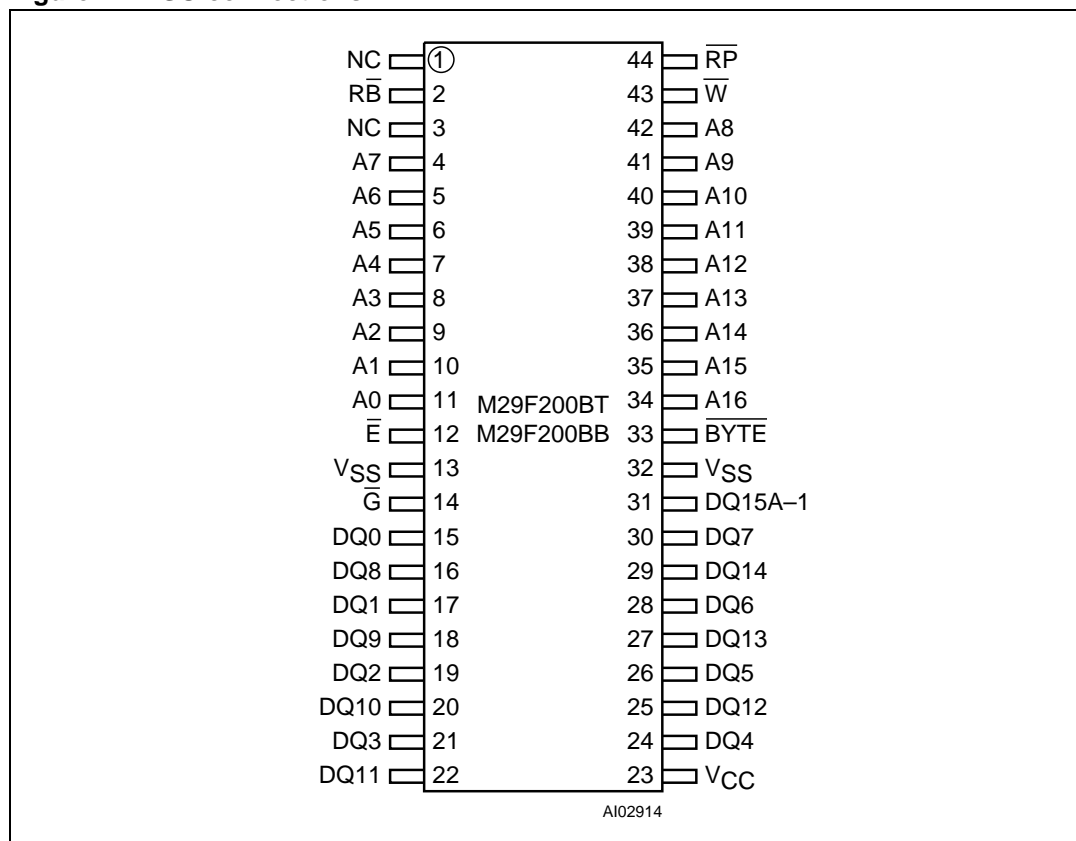 NC 1 44 R̅P̅
RB̅ 2 43 W̅
NC 3 42 A8
A7 4 41 A9
A6 5 40 A10
A5 6 39 A11
A4 7 38 A12
A3 8 37 A13
A2 9 36 A14
A1 10 35 A15
A0 11 M29F200BT 34 A16
E̅ 12 M29F200BB 33 B̅Y̅T̅E̅
VSS 13 32 VSS
G̅ 14 31 DQ15A–1
DQ0 15 30 DQ7
DQ8 16 29 DQ14
DQ1 17 28 DQ6
DQ9 18 27 DQ13
DQ2 19 26 DQ5
DQ10 20 25 DQ12
DQ3 21 24 DQ4
DQ11 22 23 VCC
AI02914